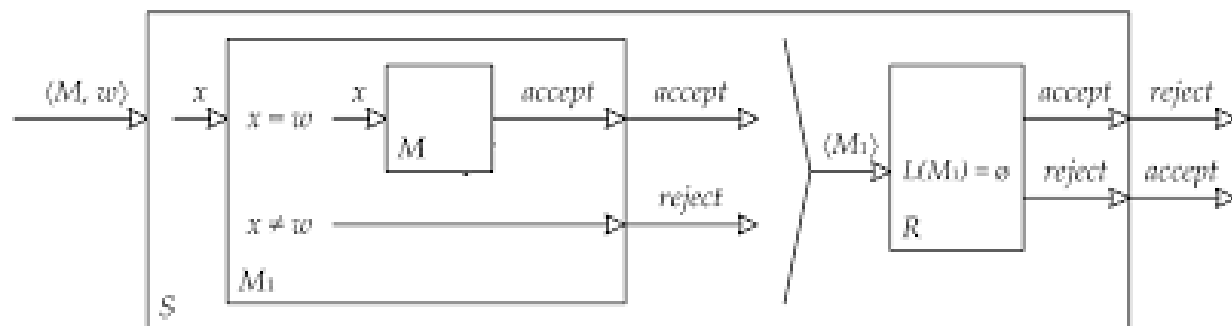 ⟨M, w⟩
x
x = w
x
M
accept
accept
x ≠ w
reject
M₁
S
⟨M₁⟩
L(M₁) = ø
R
accept
reject
reject
accept